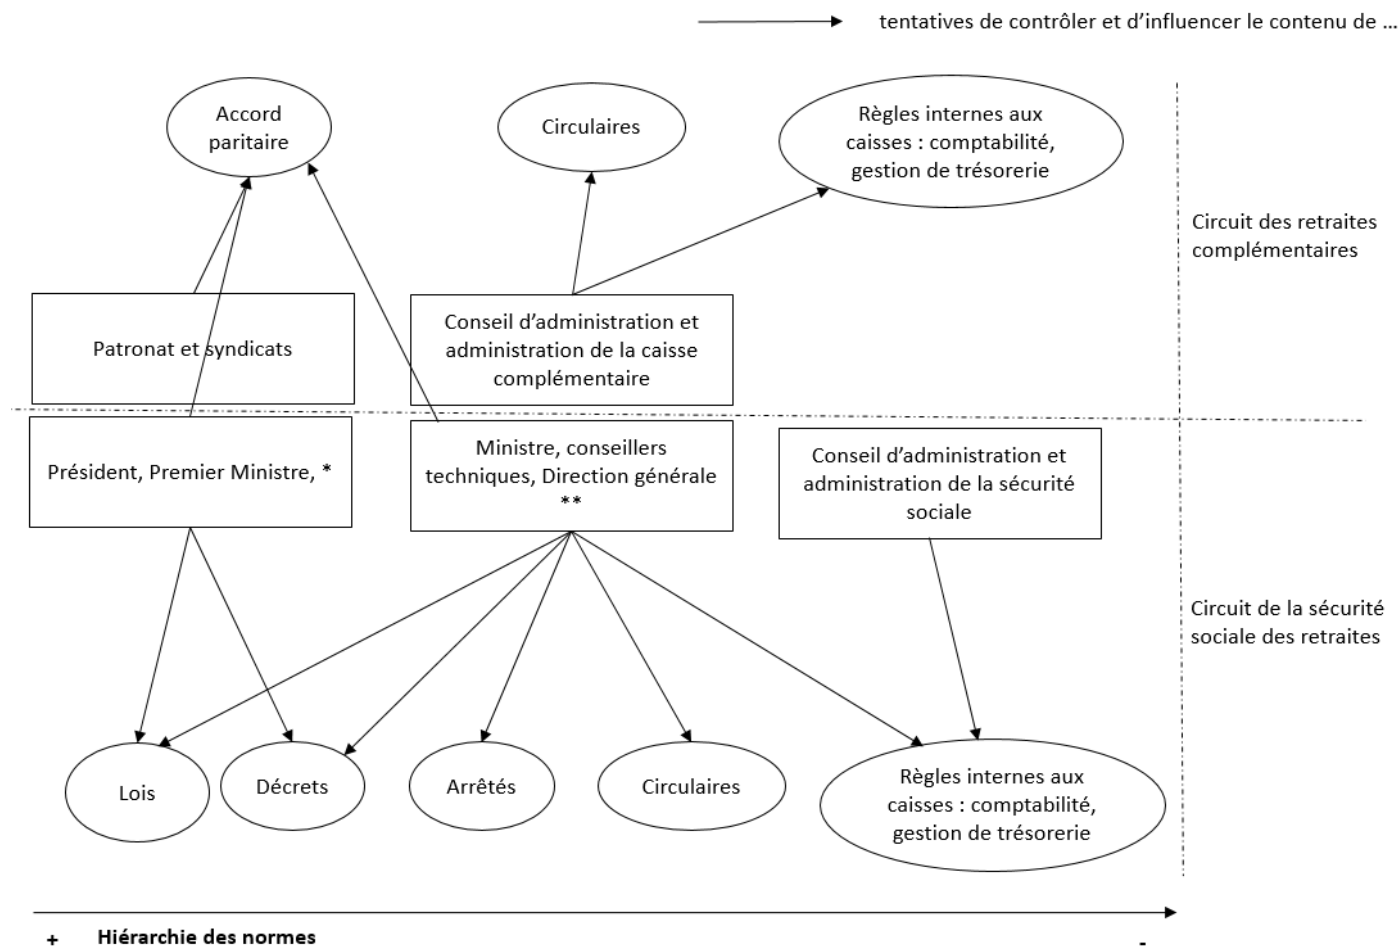 tentatives de contrôler et d’influencer le contenu de …
Accord
paritaire
Circulaires
Règles internes aux
caisses : comptabilité,
gestion de trésorerie
Circuit des retraites
complémentaires
Patronat et syndicats
Conseil d’administration et
administration de la caisse
complémentaire
Président, Premier Ministre, *
Ministre, conseillers
techniques, Direction générale
**
Conseil d’administration et
administration de la sécurité
sociale
Circuit de la sécurité
sociale des retraites
Lois
Décrets
Arrêtés
Circulaires
Règles internes aux
caisses : comptabilité,
gestion de trésorerie
+ Hiérarchie des normes -